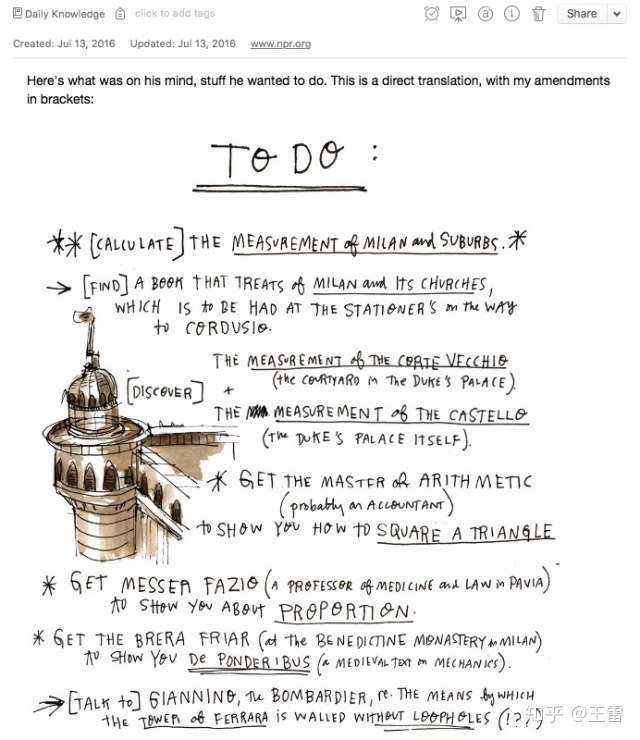 Daily Knowledge click to add tags Share
Created: Jul 13, 2016 Updated: Jul 13, 2016 www.npr.org
Here's what was on his mind, stuff he wanted to do. This is a direct translation, with my amendments
in brackets:
TO DO :
** [CALCULATE] THE MEASUREMENT of MILAN and SUBURBS. *
→ [FIND] A BOOK THAT TREATS of MILAN and ITS CHURCHES,
WHICH IS to BE HAD AT THE STATIONER'S on the WAY
to CORDUSIO.
THE MEASUREMENT of THE CORTE VECCHIO
(the COURTYARD in THE DUKE'S PALACE).
[DISCOVER] +
THE MEASUREMENT of THE CASTELLO
(the DUKE'S PALACE ITSELF).
* GET THE MASTER of ARITHMETIC
(probably an ACCOUNTANT)
to SHOW YOU HOW TO SQUARE A TRIANGLE
* GET MESSER FAZIO (A PROFESSOR of MEDICINE and LAW in PAVIA)
to SHOW YOU ABOUT PROPORTION.
* GET THE BRERA FRIAR (at the BENEDICTINE MONASTERY in MILAN)
to SHOW YOU De PONDERIBUS (a MEDIEVAL TEXT on MECHANICS).
→ [TALK to] GIANNINO, the BOMBARDIER, re. THE MEANS by WHICH
THE TOWER of FERRARA is WALLED WITHOUT LOOPHOLES (!??)
知乎 @王雷